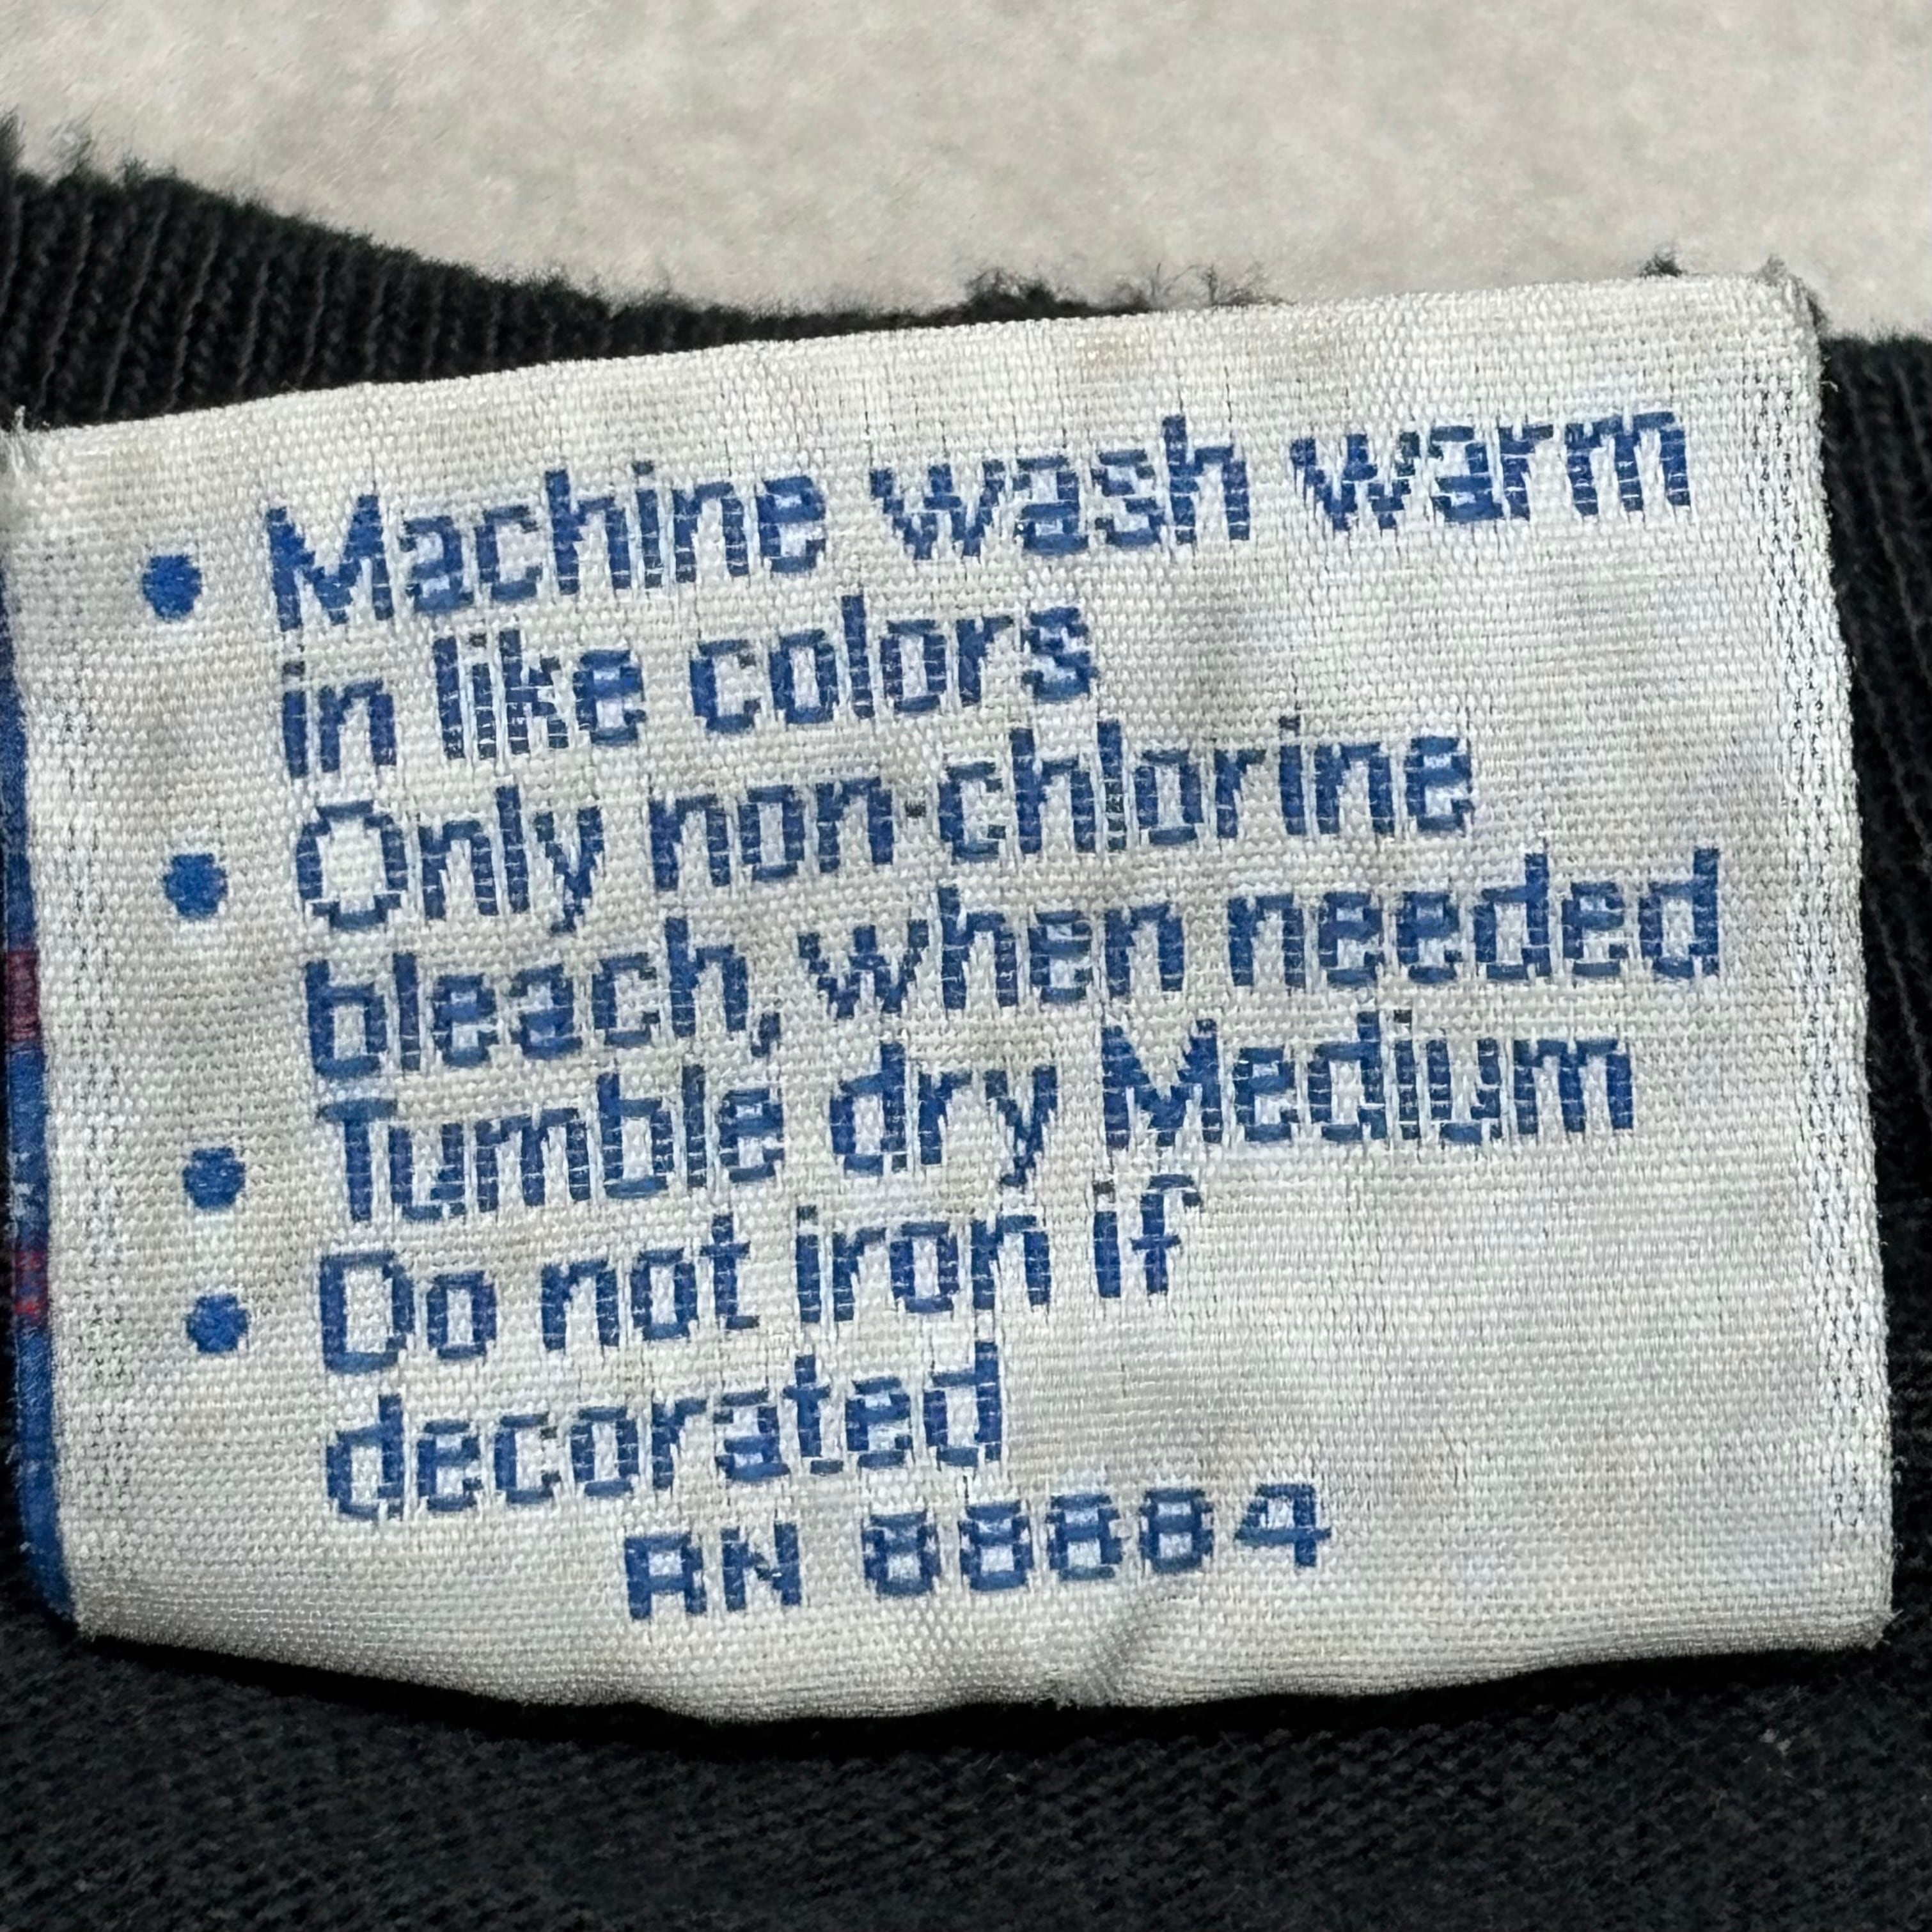 • Machine wash warm
in like colors
• Only non-chlorine
bleach, when needed
• Tumble dry Medium
• Do not iron if
decorated
RN 88884